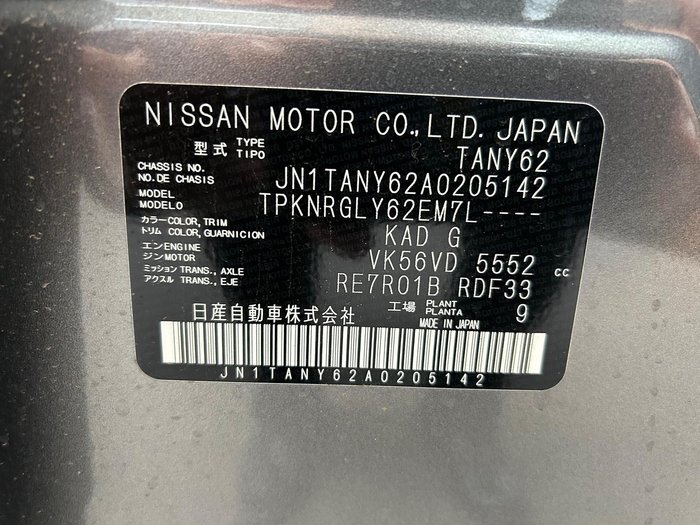 NISSAN MOTOR CO.,LTD. JAPAN
型式 TYPE TIPO TANY62
CHASSIS NO. NO.DE CHASIS JN1TANY62A0205142
MODEL MODELO TPKNRGLY62EM7L----
カラー COLOR, TRIM
トリム COLOR, GUARNICION KAD G
エンENGINE
ジンMOTOR VK56VD 5552 cc
ミッション TRANS., AXLE
アクスル TRANS., EJE RE7R01B RDF33
日産自動車株式会社 工場 PLANT PLANTA 9
MADE IN JAPAN
JN1TANY62A0205142